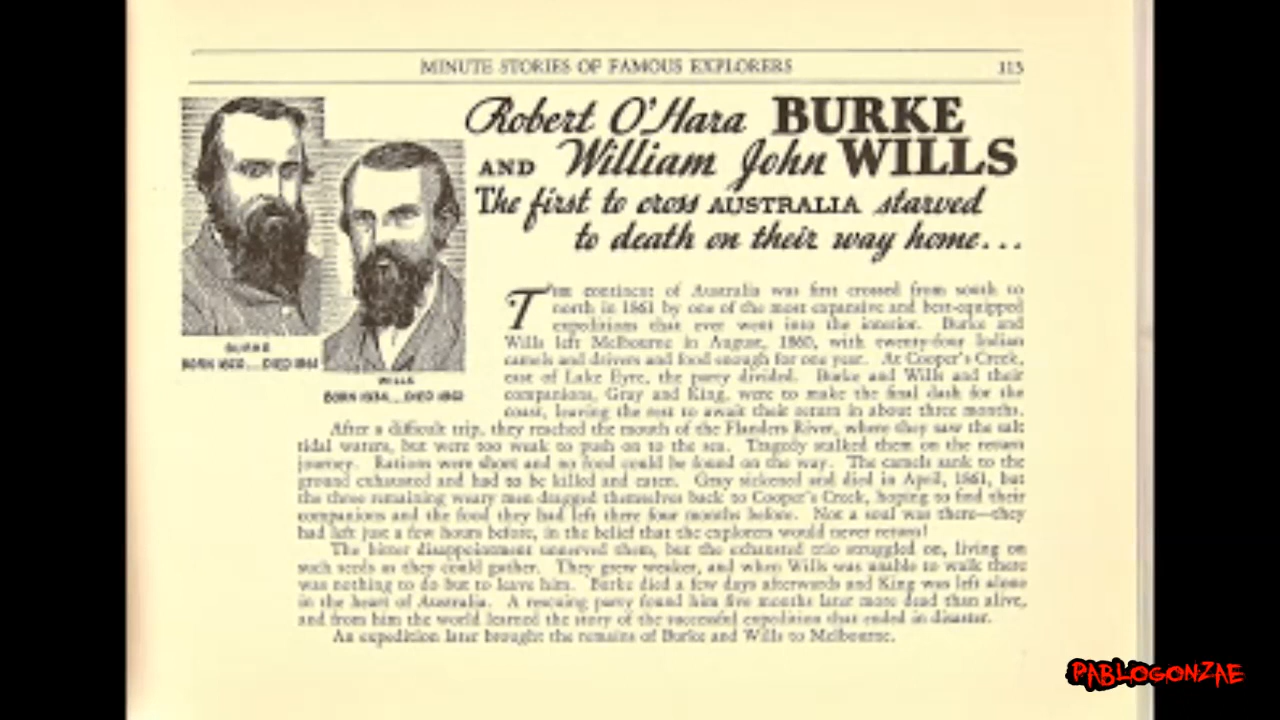 MINUTE STORIES OF FAMOUS EXPLORERS 113
Robert O'Hara BURKE
AND William John WILLS
The first to cross AUSTRALIA starved
to death on their way home...
THE continent of Australia was first crossed from south to
north in 1861 by one of the most expansive and best-equipped
expeditions that ever went into the interior. Burke and
Wills left Melbourne in August, 1860, with twenty-four Indian
camels and drivers and food enough for one year. At Cooper's Creek,
east of Lake Eyre, the party divided. Burke and Wills and their
companions, Gray and King, were to make the final dash for the
coast, leaving the rest to await their return in about three months.
After a difficult trip, they reached the mouth of the Flanders River, where they saw the salt
tidal waters, but were too weak to push on to the sea. Tragedy stalked them on the return
journey. Rations were short and no food could be found on the way. The camels sank to the
ground exhausted and had to be killed and eaten. Gray sickened and died in April, 1861, but
the three remaining weary men dragged themselves back to Cooper's Creek, hoping to find their
companions and the food they had left there four months before. Not a soul was there—they
had left just a few hours before, in the belief that the explorers would never return!
The bitter disappointment unnerved them, but the exhausted trio struggled on, living on
such seeds as they could gather. They grew weaker, and when Wills was unable to walk there
was nothing to do but to leave him. Burke died a few days afterwards and King was left alone
in the heart of Australia. A rescuing party found him five months later more dead than alive,
and from him the world learned the story of the successful expedition that ended in disaster.
An expedition later brought the remains of Burke and Wills to Melbourne.
BURKE
BORN DIED 1861
WILLS
BORN 1834 DIED
PABLOGONZAE